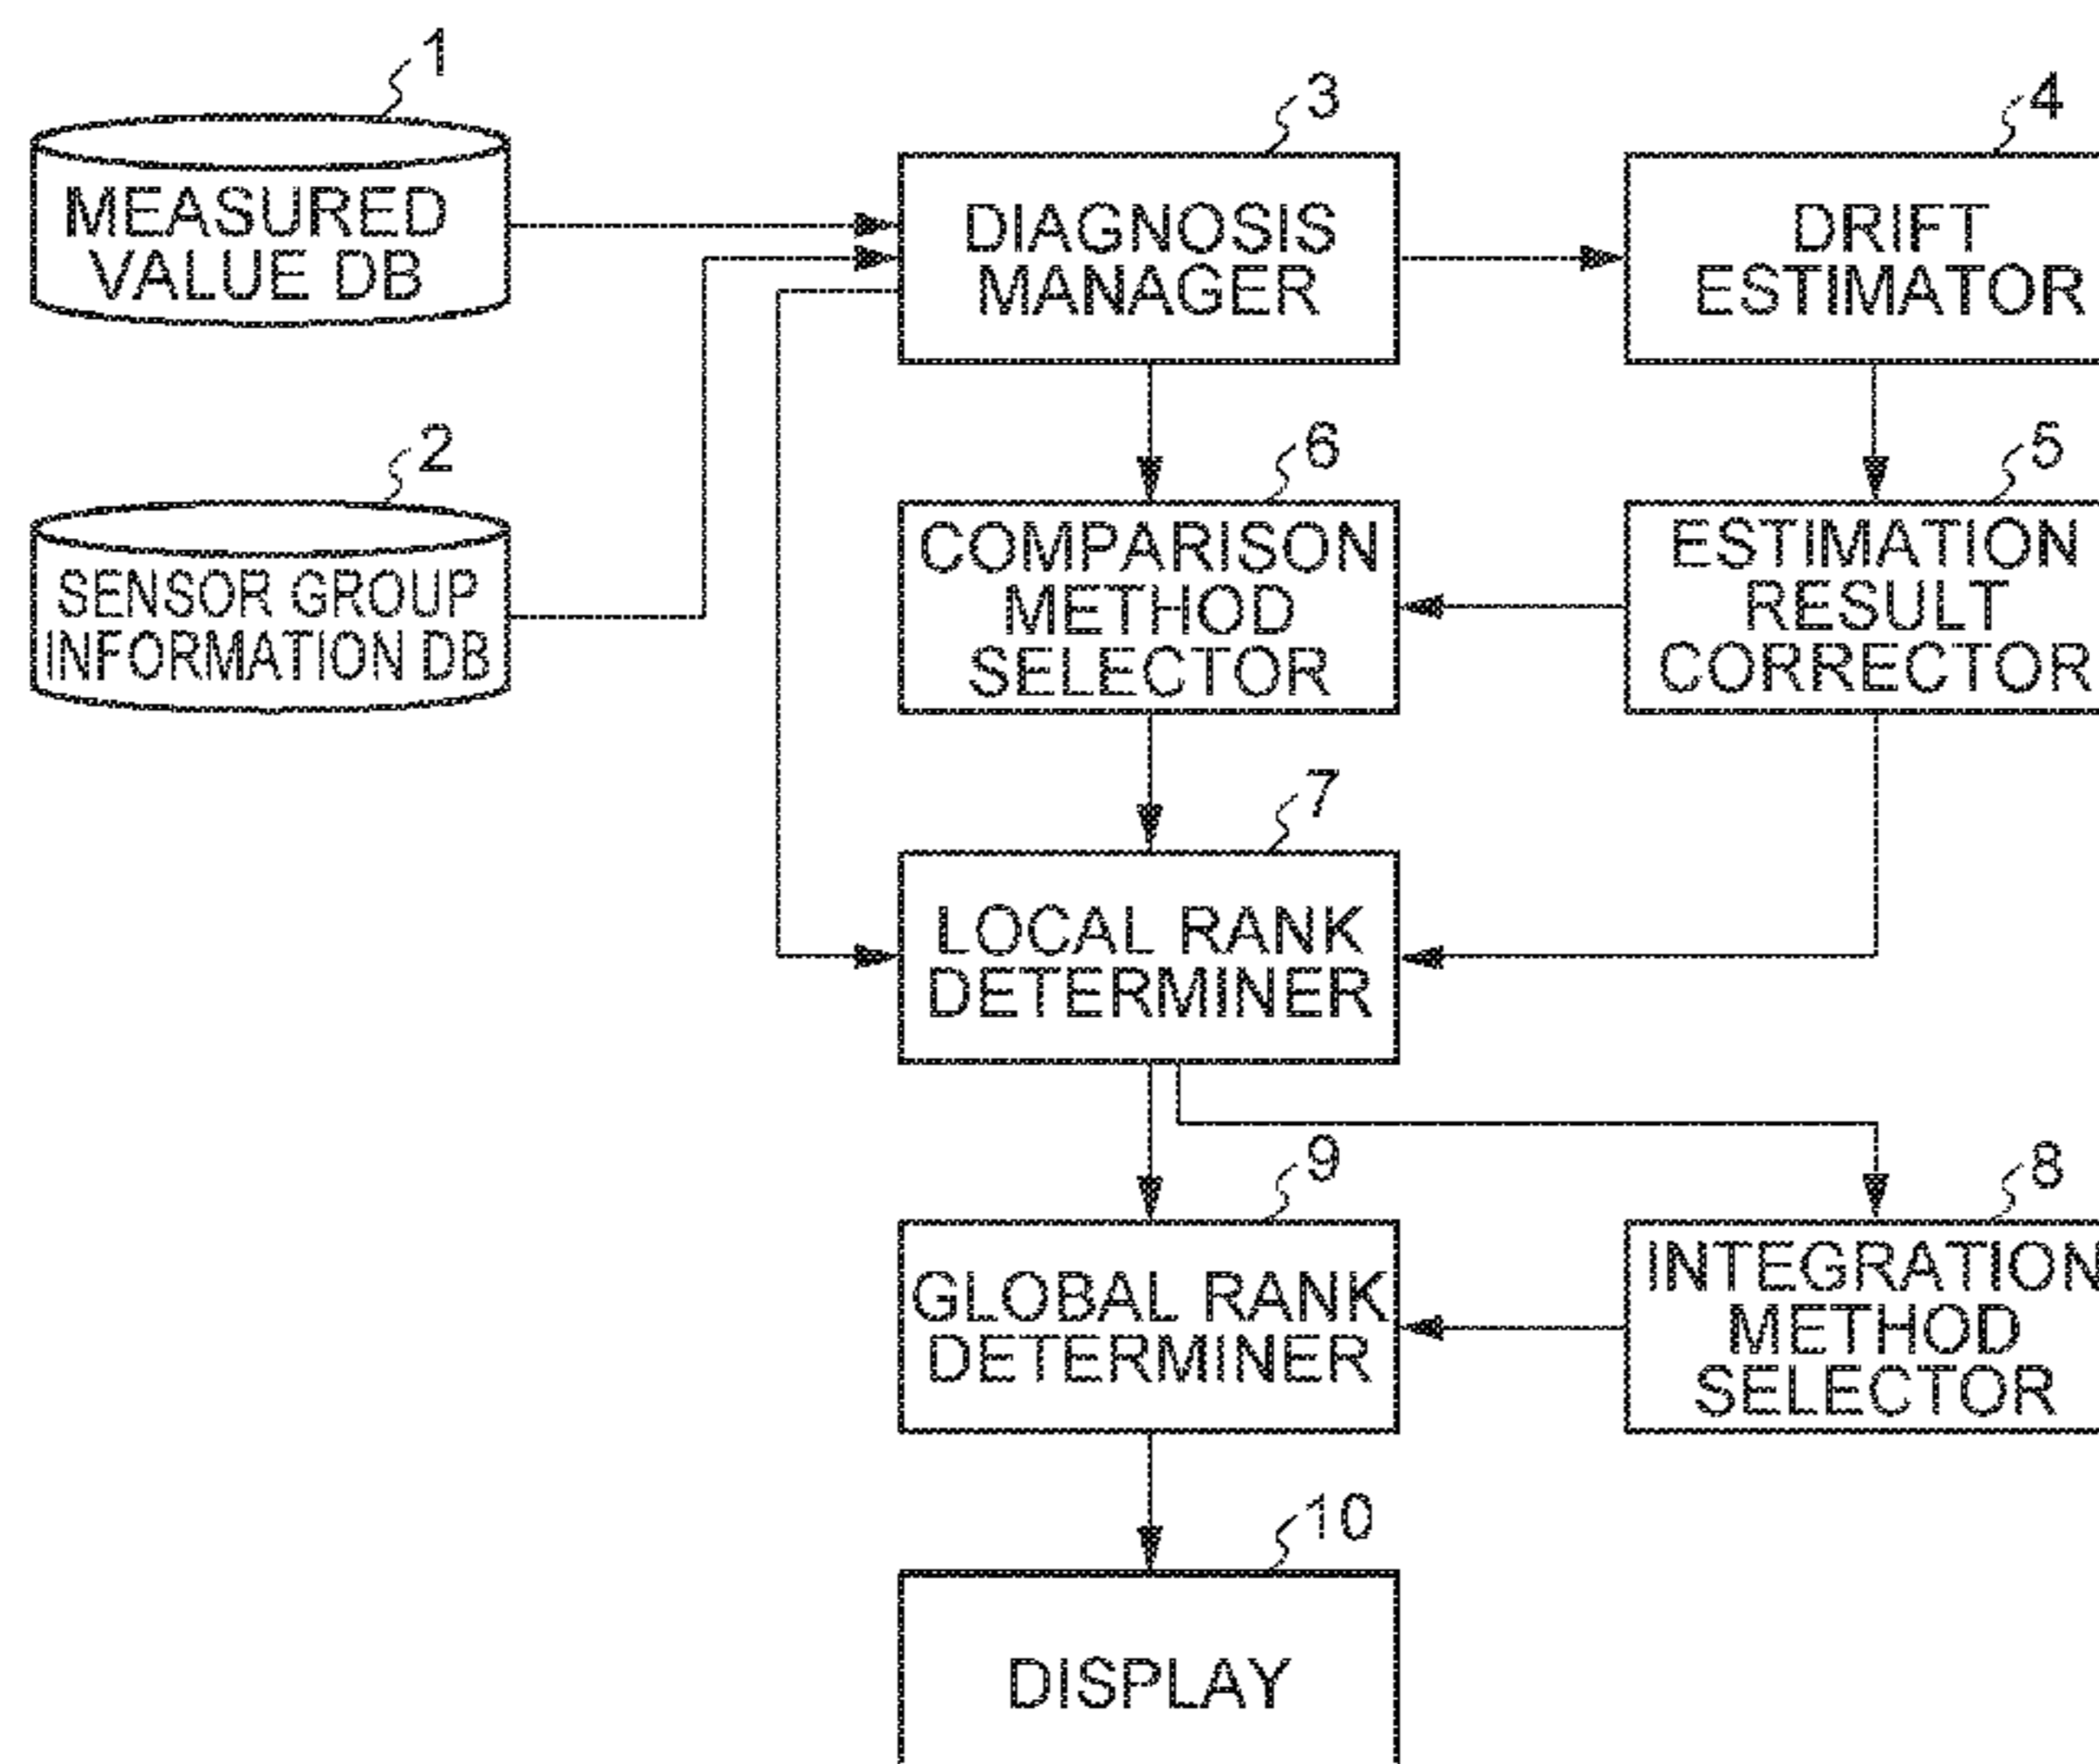 1
MEASURED
VALUE DB
2
SENSOR GROUP
INFORMATION DB
3
DIAGNOSIS
MANAGER
4
DRIFT
ESTIMATOR
6
COMPARISON
METHOD
SELECTOR
5
ESTIMATION
RESULT
CORRECTOR
7
LOCAL RANK
DETERMINER
9
GLOBAL RANK
DETERMINER
8
INTEGRATION
METHOD
SELECTOR
10
DISPLAY